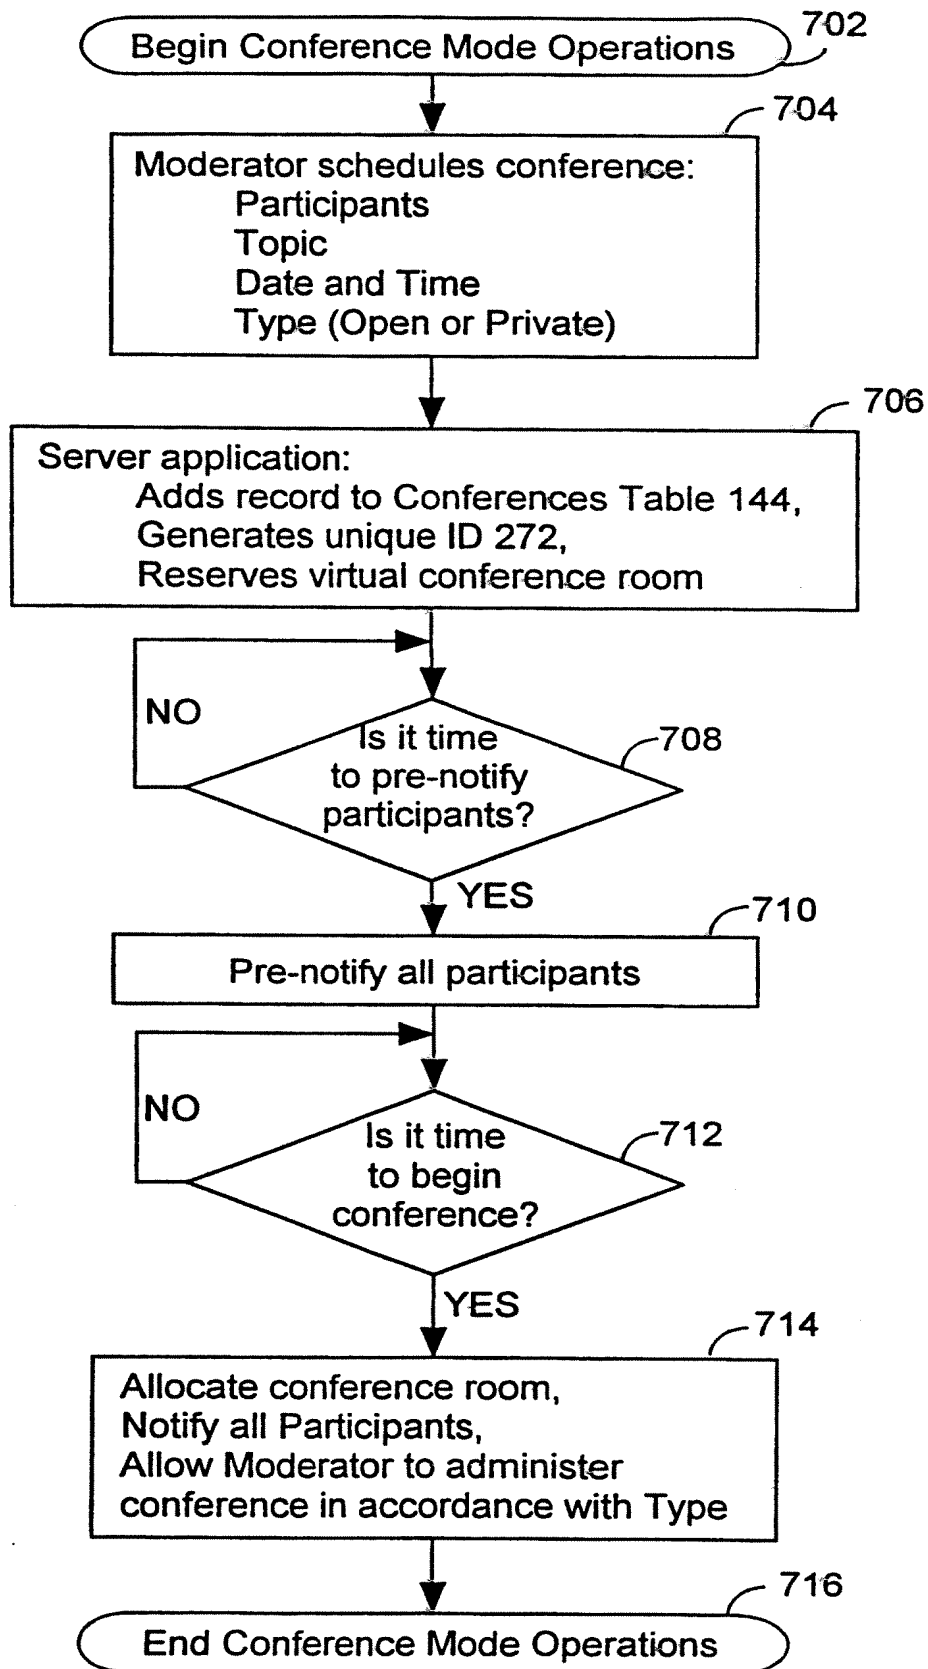 Begin Conference Mode Operations
702
704
Moderator schedules conference:
Participants
Topic
Date and Time
Type (Open or Private)
706
Server application:
Adds record to Conferences Table 144,
Generates unique ID 272,
Reserves virtual conference room
NO
708
Is it time
to pre-notify
participants?
YES
710
Pre-notify all participants
NO
712
Is it time
to begin
conference?
YES
714
Allocate conference room,
Notify all Participants,
Allow Moderator to administer
conference in accordance with Type
716
End Conference Mode Operations